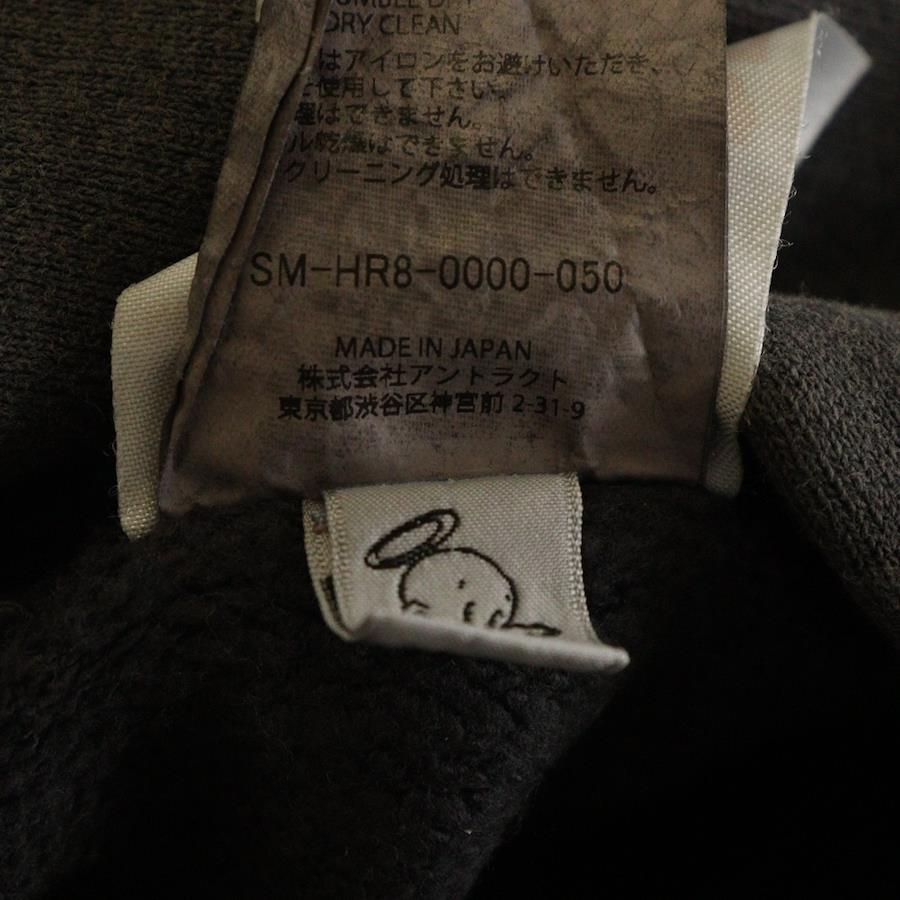 TUMBLE DRY
DRY CLEAN
はアイロンをお避けいただき、
使用して下さい。
理はできません。
ル乾燥はできません。
クリーニング処理はできません。
SM-HR8-0000-050
MADE IN JAPAN
株式会社アントラクト
東京都渋谷区神宮前 2-31-9